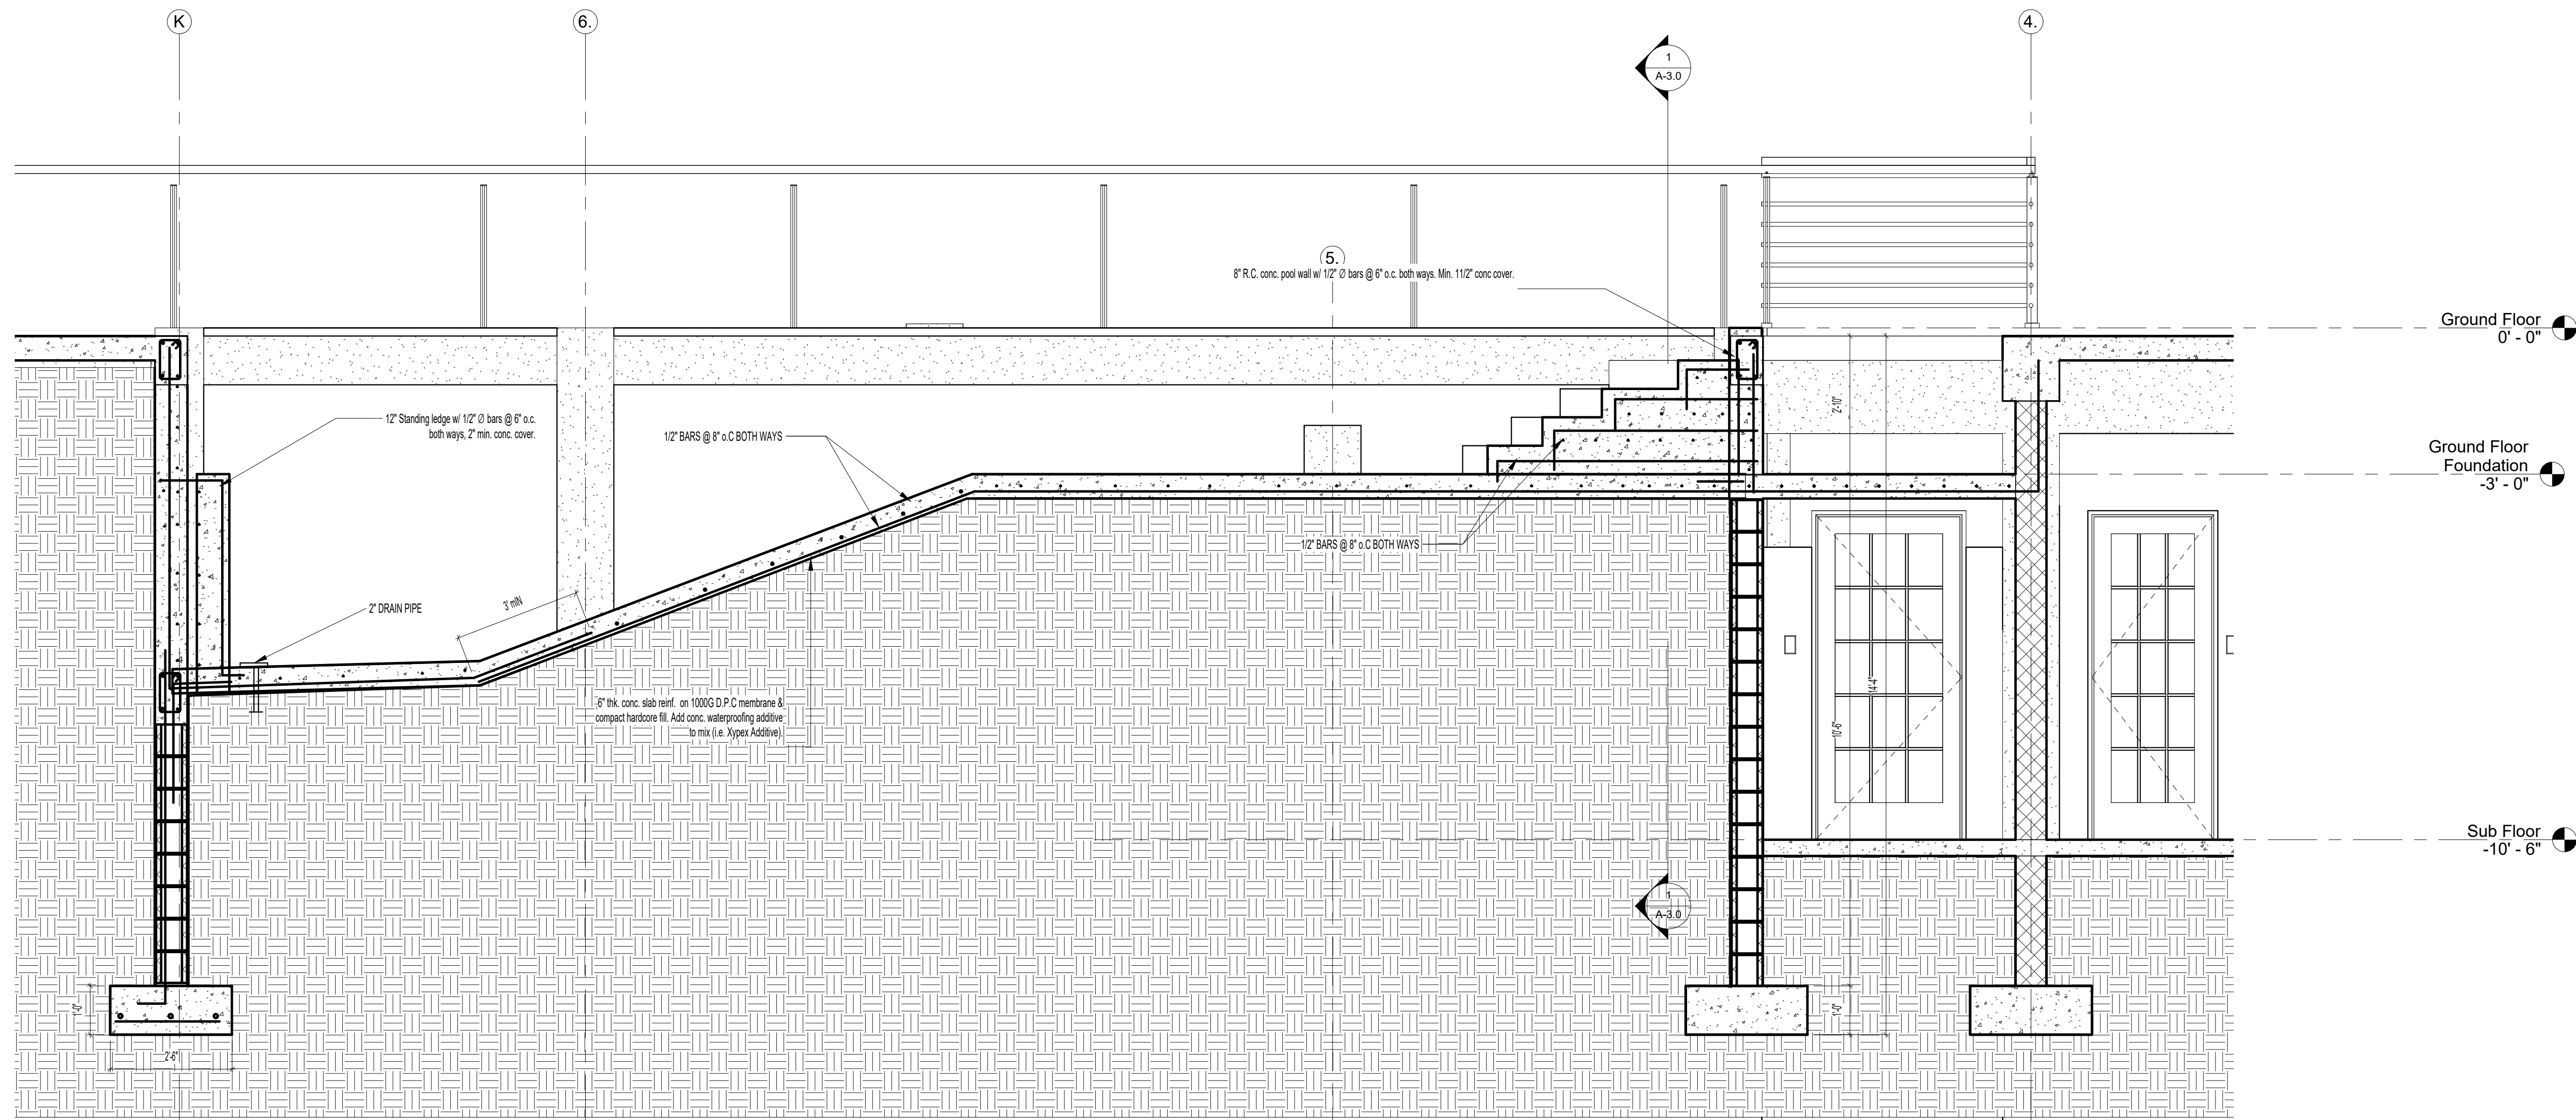 K
6.
4.
1
A-3.0
5.
8" R.C. conc. pool wall w/ 1/2" Ø bars @ 6" o.c. both ways. Min. 11/2" conc cover.
Ground Floor
0' - 0"
12" Standing ledge w/ 1/2" Ø bars @ 6" o.c.
both ways, 2" min. conc. cover.
1/2" BARS @ 8" o.C BOTH WAYS
2'-10"
Ground Floor
Foundation
-3' - 0"
1/2" BARS @ 8" o.C BOTH WAYS
2" DRAIN PIPE
3' mIN
14'-4"
6" thk. conc. slab reinf. on 1000G D.P.C membrane &
compact hardcore fill. Add conc. waterproofing additive
to mix (i.e. Xypex Additive).
10'-6"
Sub Floor
-10' - 6"
1
A-3.0
1'-0"
1'-0"
2'-6"